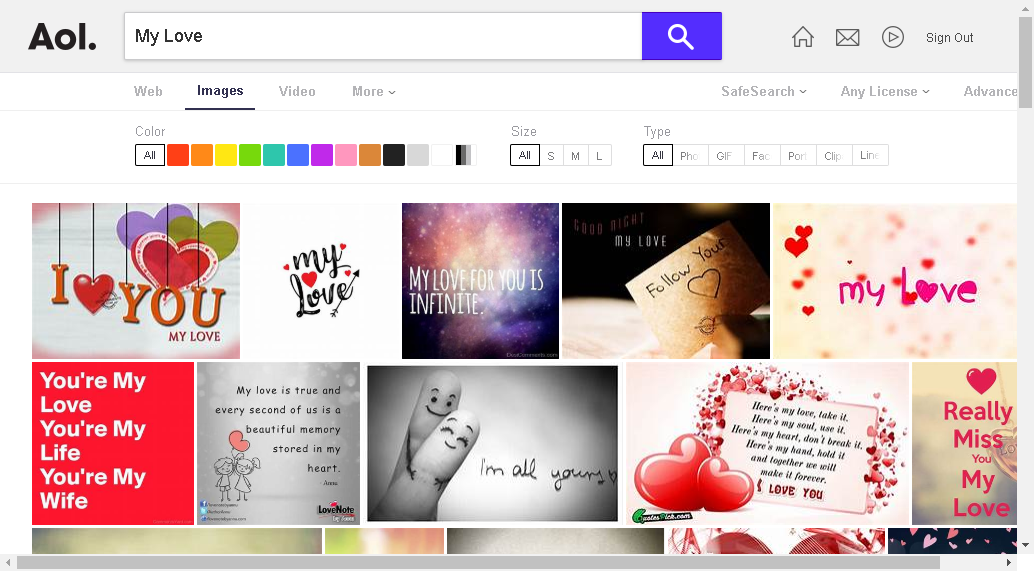 Aol.
My Love
Sign Out
Web
Images
Video
More
SafeSearch
Any License
Advance
Color
All
Size
All
S
M
L
Type
All
Pho
GIF
Fac
Port
Clip
Line
I YOU
MY LOVE
my
Love
MY LOVE FOR YOU IS
INFINITE.
DesiComments.com
GOOD NIGHT
MY LOVE
Follow Your
my love
You're My
Love
You're My
Life
You're My
Wife
My love is true and
every second of us is a
beautiful memory
stored in my
heart.
Anna
LoveNote
I'm all yours
Here's my love, take it.
Here's my soul, use it.
Here's my heart, don't break it.
Here's my hand, hold it
and together we will
make it forever.
I LOVE YOU
QuotesPick.com
Really
Miss
You
My
Love